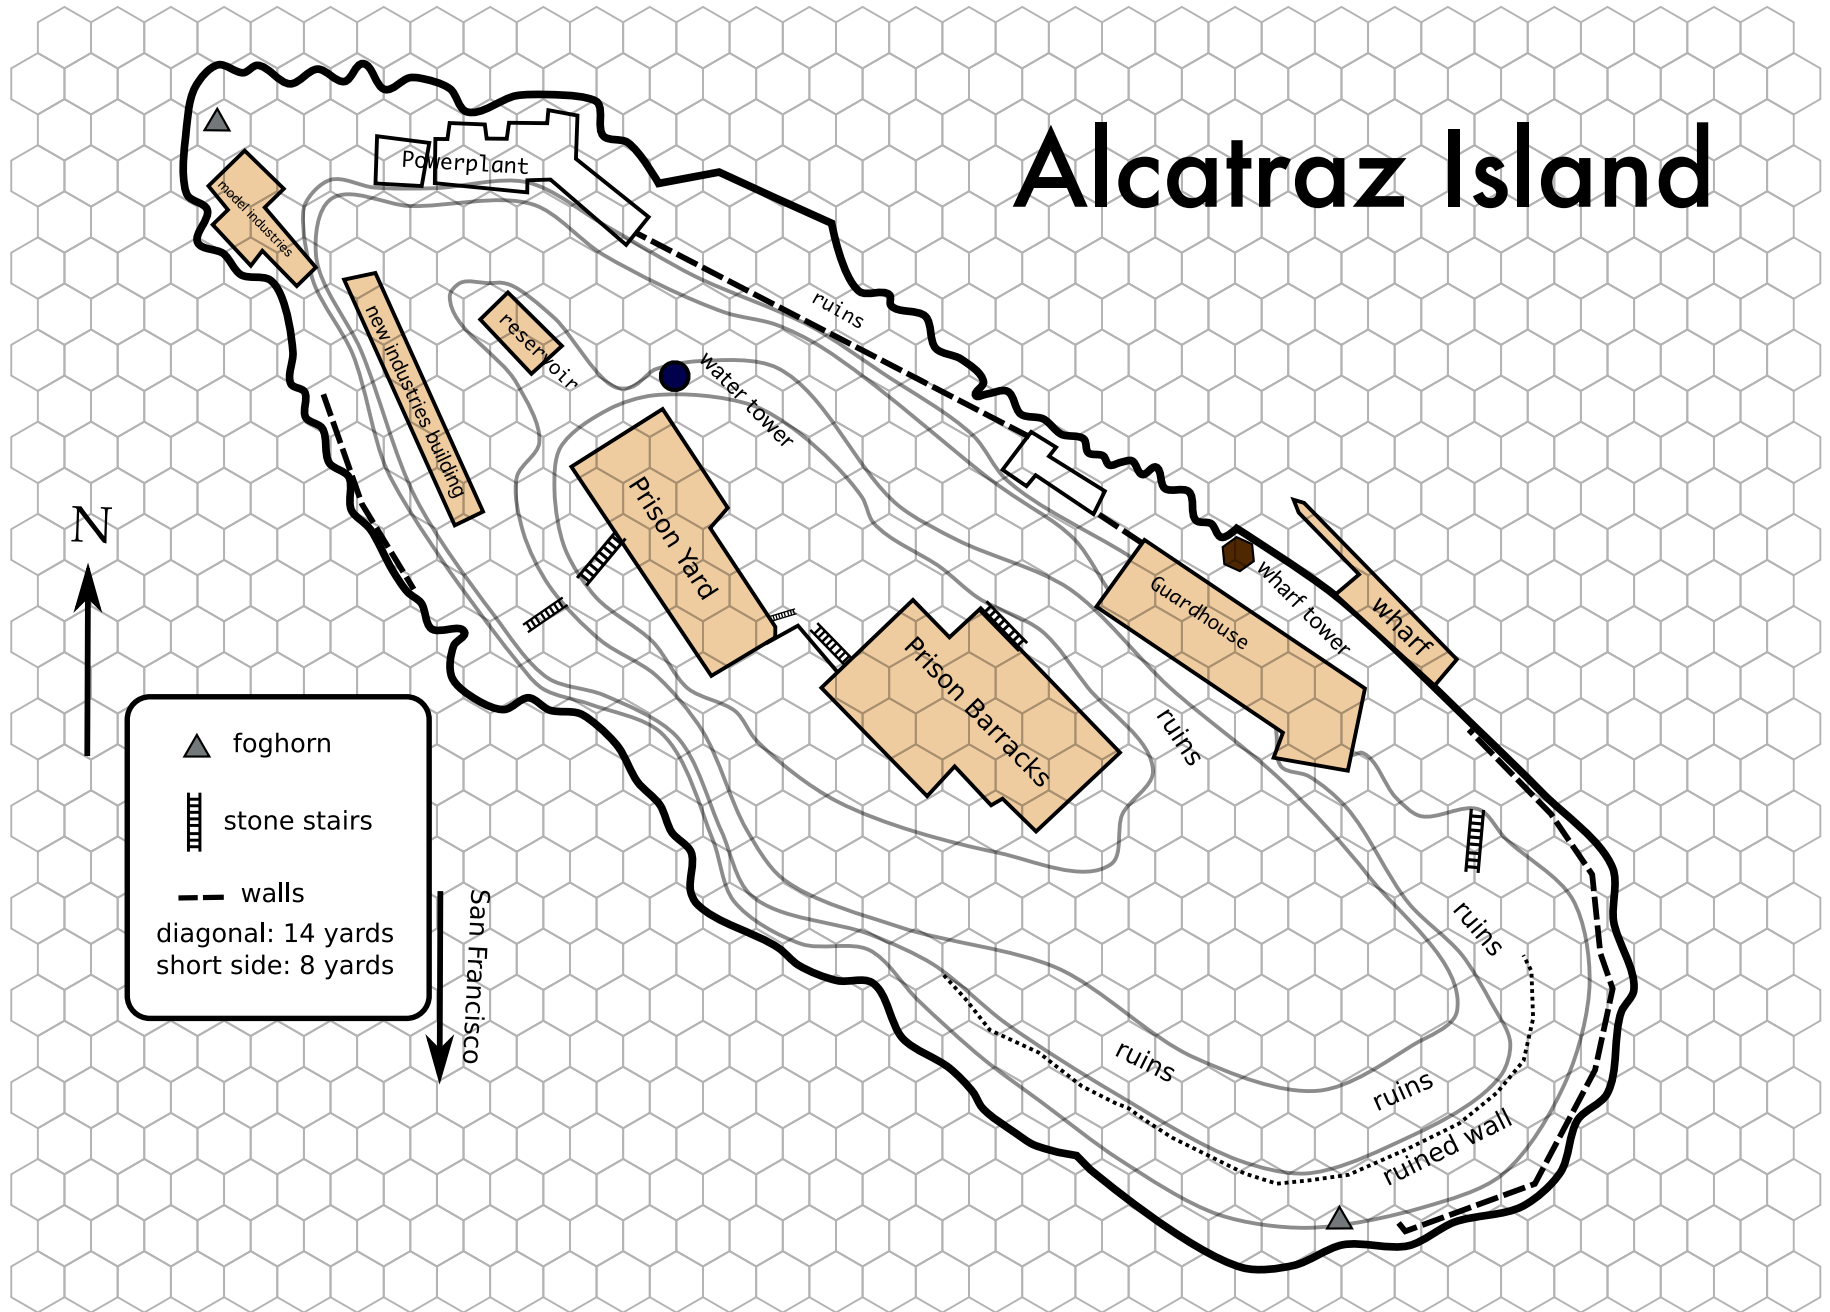 Alcatraz Island
Powerplant
model industries
new industries building
reservoir
water tower
ruins
Prison Yard
Prison Barracks
Guardhouse
wharf tower
wharf
ruins
ruins
ruins
ruins
ruined wall
N
foghorn
stone stairs
walls
diagonal: 14 yards
short side: 8 yards
San Francisco